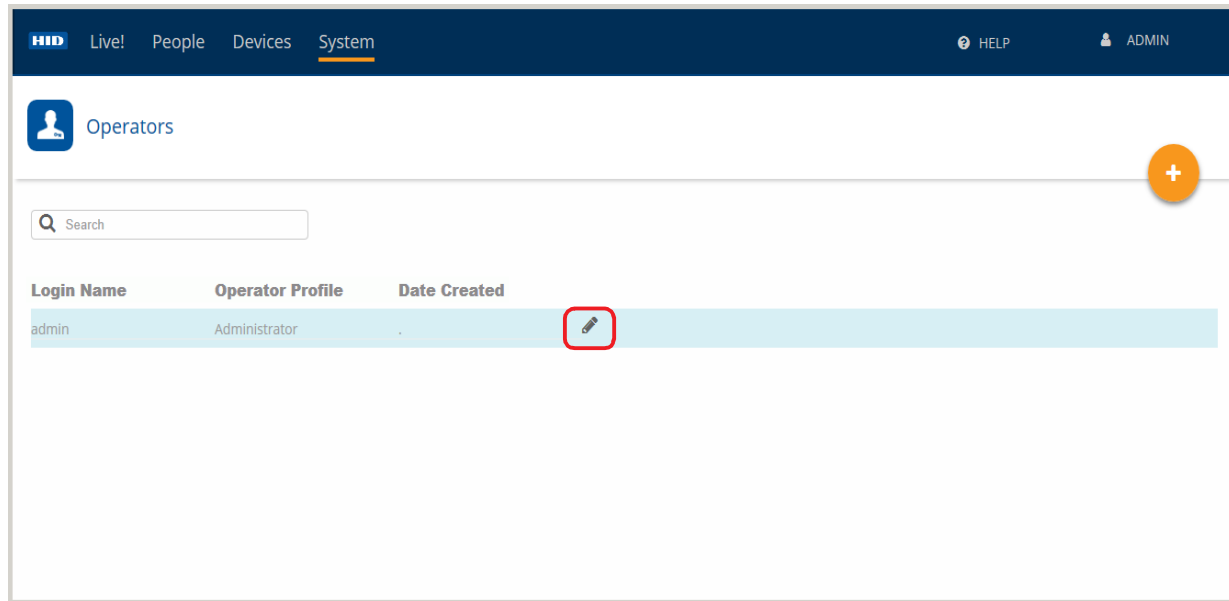 HID Live! People Devices System HELP ADMIN
Operators
+
Search
Login Name Operator Profile Date Created
admin Administrator .